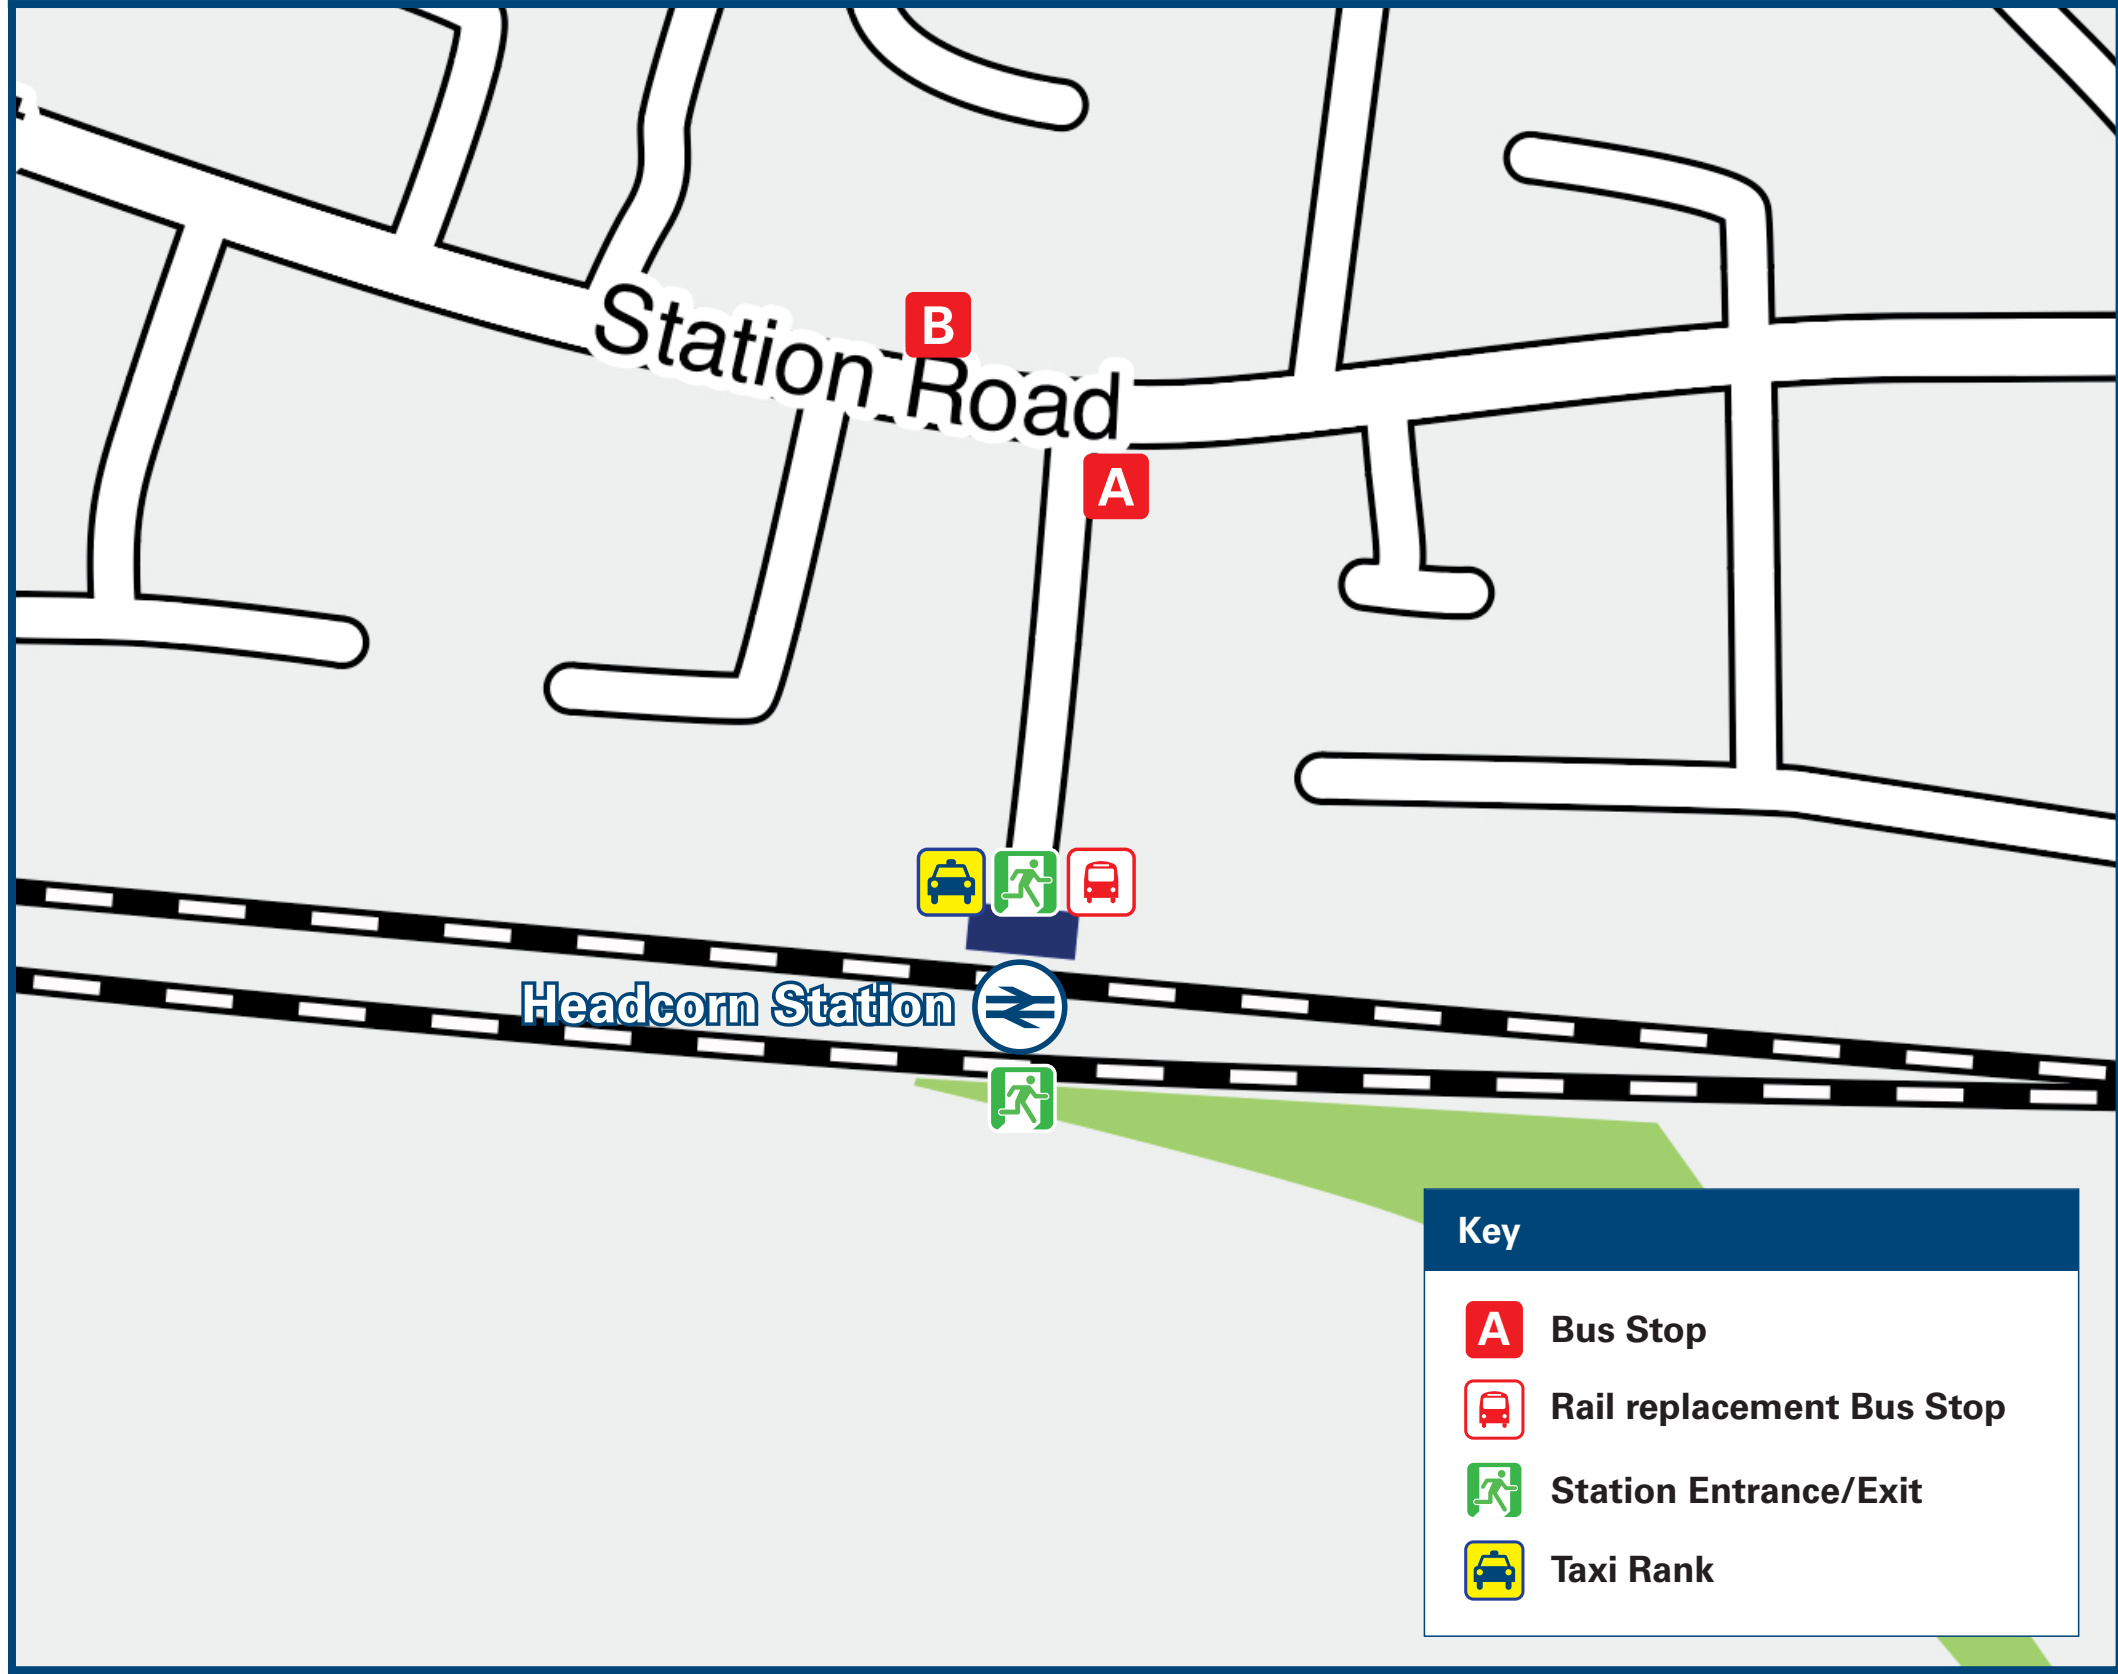 B
Station Road
A
Headcorn Station
Key
A Bus Stop
Rail replacement Bus Stop
Station Entrance/Exit
Taxi Rank